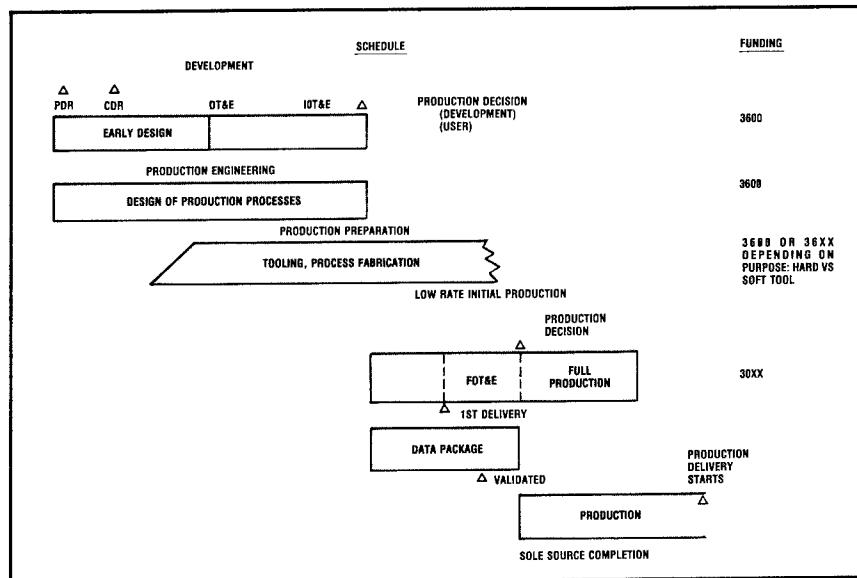 SCHEDULE
FUNDING
DEVELOPMENT
PDR CDR DT&E IOT&E
PRODUCTION DECISION
(DEVELOPMENT)
(USER)
EARLY DESIGN
3600
PRODUCTION ENGINEERING
DESIGN OF PRODUCTION PROCESSES
3600
PRODUCTION PREPARATION
TOOLING, PROCESS FABRICATION
3600 OR 36XX
DEPENDING ON
PURPOSE: HARD VS
SOFT TOOL
LOW RATE INITIAL PRODUCTION
PRODUCTION
DECISION
FOT&E
FULL
PRODUCTION
30XX
1ST DELIVERY
DATA PACKAGE
VALIDATED
PRODUCTION
DELIVERY
STARTS
PRODUCTION
SOLE SOURCE COMPLETION